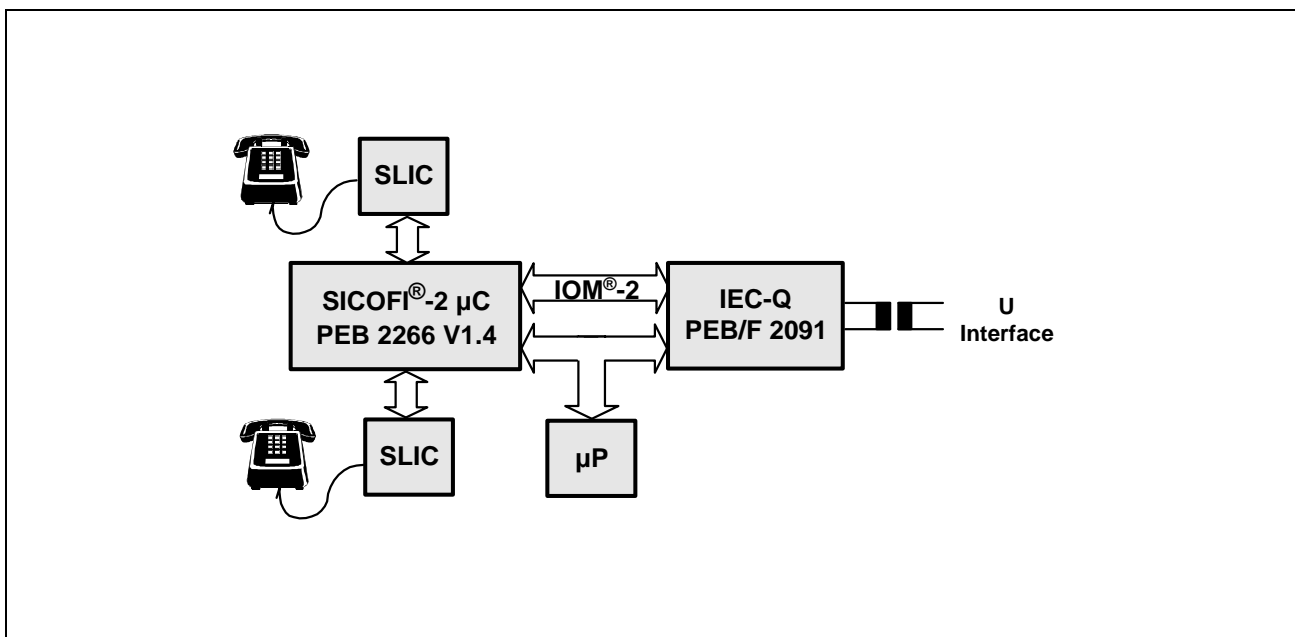 SLIC
SICOFI®-2 µC
PEB 2266 V1.4
IOM®-2
IEC-Q
PEB/F 2091
U
Interface
SLIC
µP